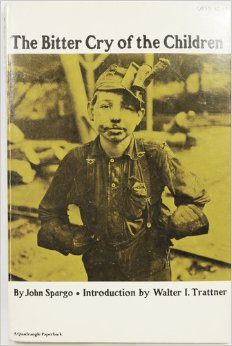 The Bitter Cry of the Children
By John Spargo • Introduction by Walter I. Trattner
A Quadrangle Paperback